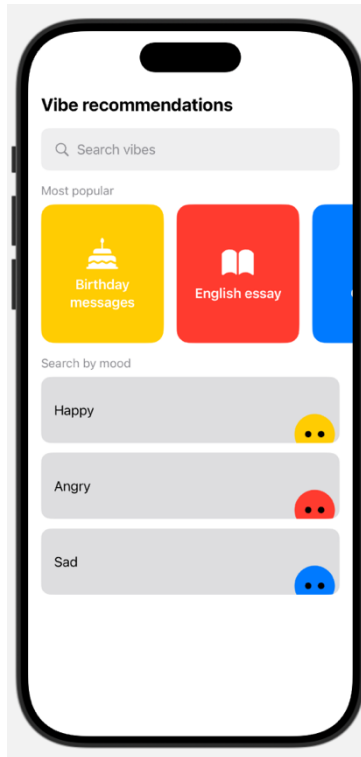 Vibe recommendations
Search vibes
Most popular
Birthday
messages
English essay
Search by mood
Happy
Angry
Sad